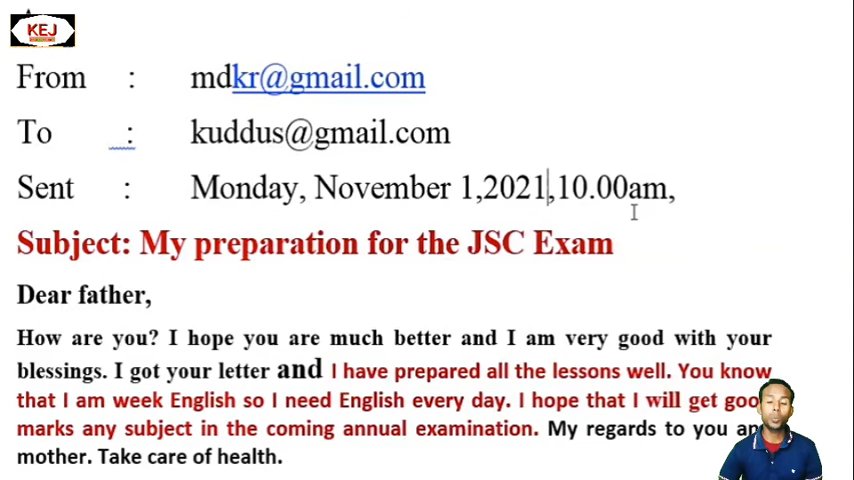 KEJ
From : mdkr@gmail.com
To : kuddus@gmail.com
Sent : Monday, November 1,2021,10.00am,
Subject: My preparation for the JSC Exam
Dear father,
How are you? I hope you are much better and I am very good with your
blessings. I got your letter and I have prepared all the lessons well. You know
that I am week English so I need English every day. I hope that I will get goo
marks any subject in the coming annual examination. My regards to you an
mother. Take care of health.